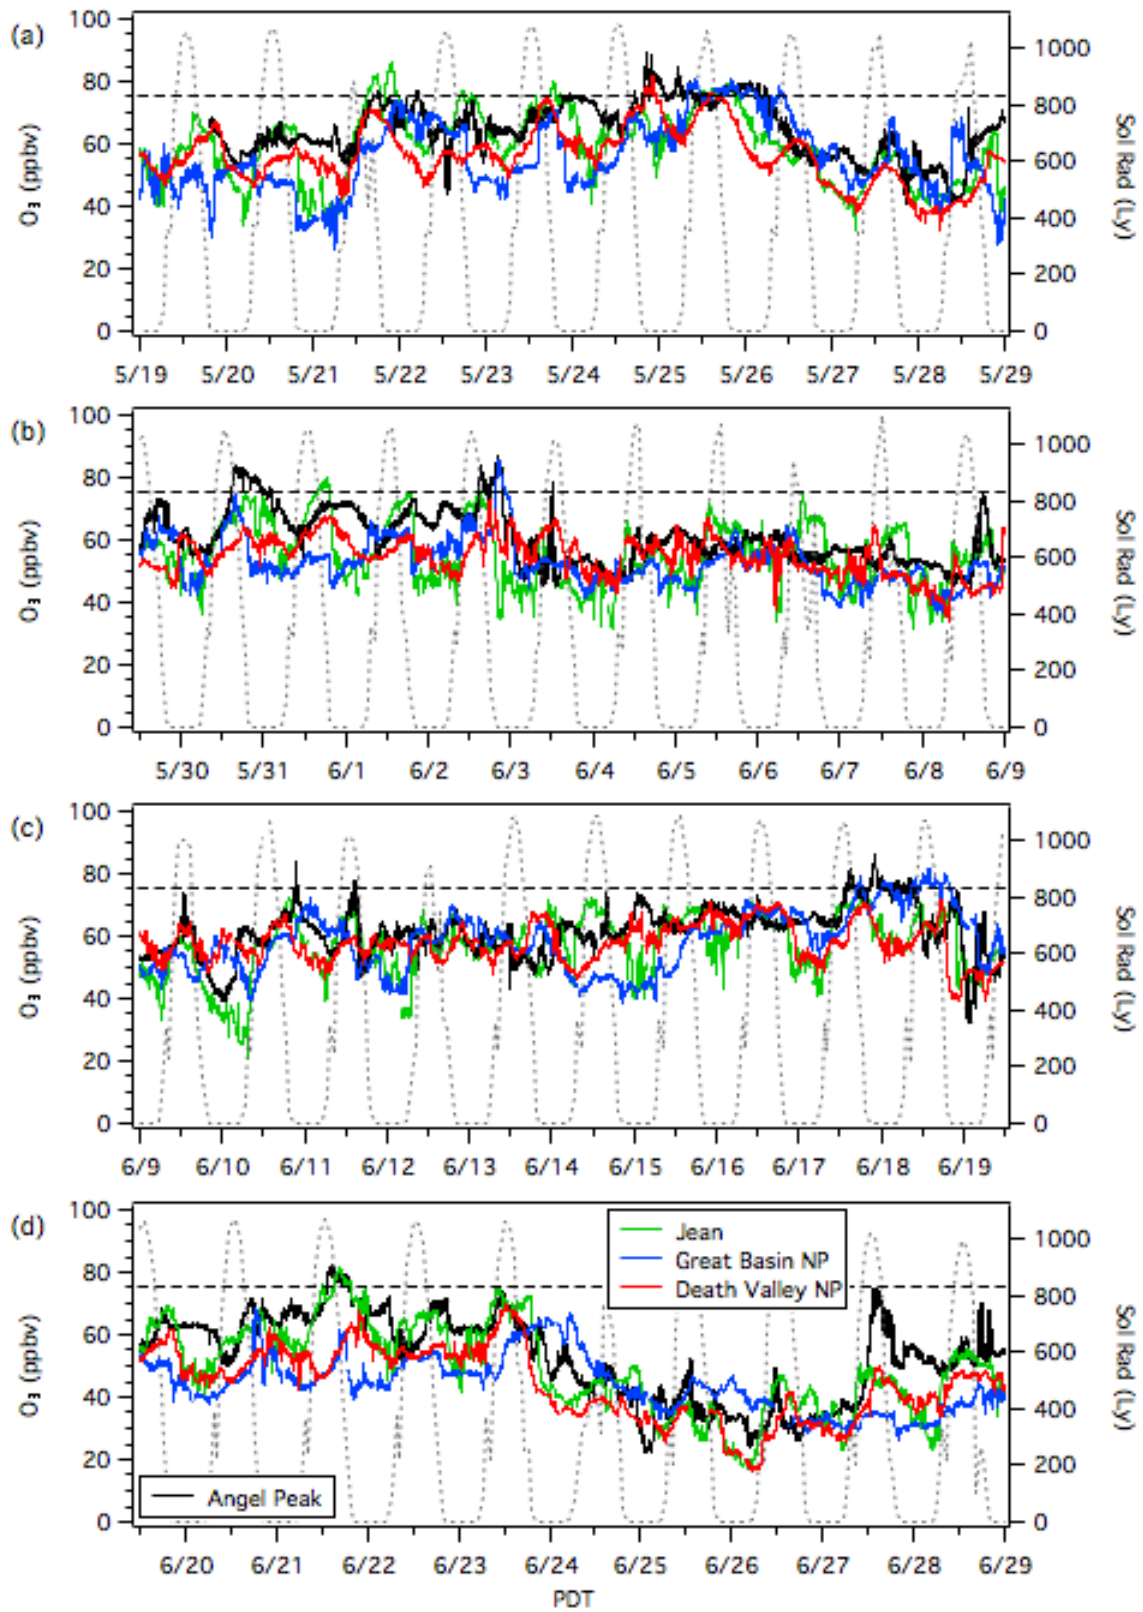 (a)
100
80
60
40
20
0
O₃ (ppbv)
1000
800
600
400
200
0
Sol Rad (Ly)
5/19 5/20 5/21 5/22 5/23 5/24 5/25 5/26 5/27 5/28 5/29
(b)
100
80
60
40
20
0
O₃ (ppbv)
1000
800
600
400
200
0
Sol Rad (Ly)
5/30 5/31 6/1 6/2 6/3 6/4 6/5 6/6 6/7 6/8 6/9
(c)
100
80
60
40
20
0
O₃ (ppbv)
1000
800
600
400
200
0
Sol Rad (Ly)
6/9 6/10 6/11 6/12 6/13 6/14 6/15 6/16 6/17 6/18 6/19
(d)
100
80
60
40
20
0
O₃ (ppbv)
Jean
Great Basin NP
Death Valley NP
Angel Peak
1000
800
600
400
200
0
Sol Rad (Ly)
6/20 6/21 6/22 6/23 6/24 6/25 6/26 6/27 6/28 6/29
PDT